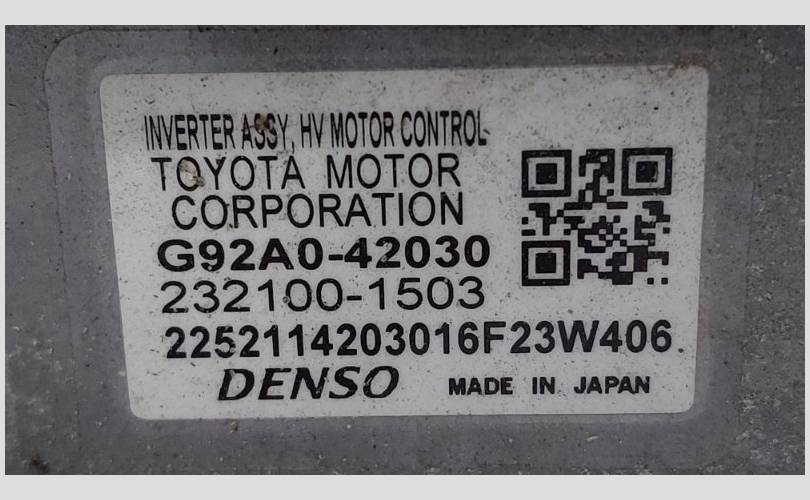 INVERTER ASSY, HV MOTOR CONTROL
TOYOTA MOTOR
CORPORATION
G92A0-42030
232100-1503
2252114203016F23W406
DENSO MADE IN JAPAN